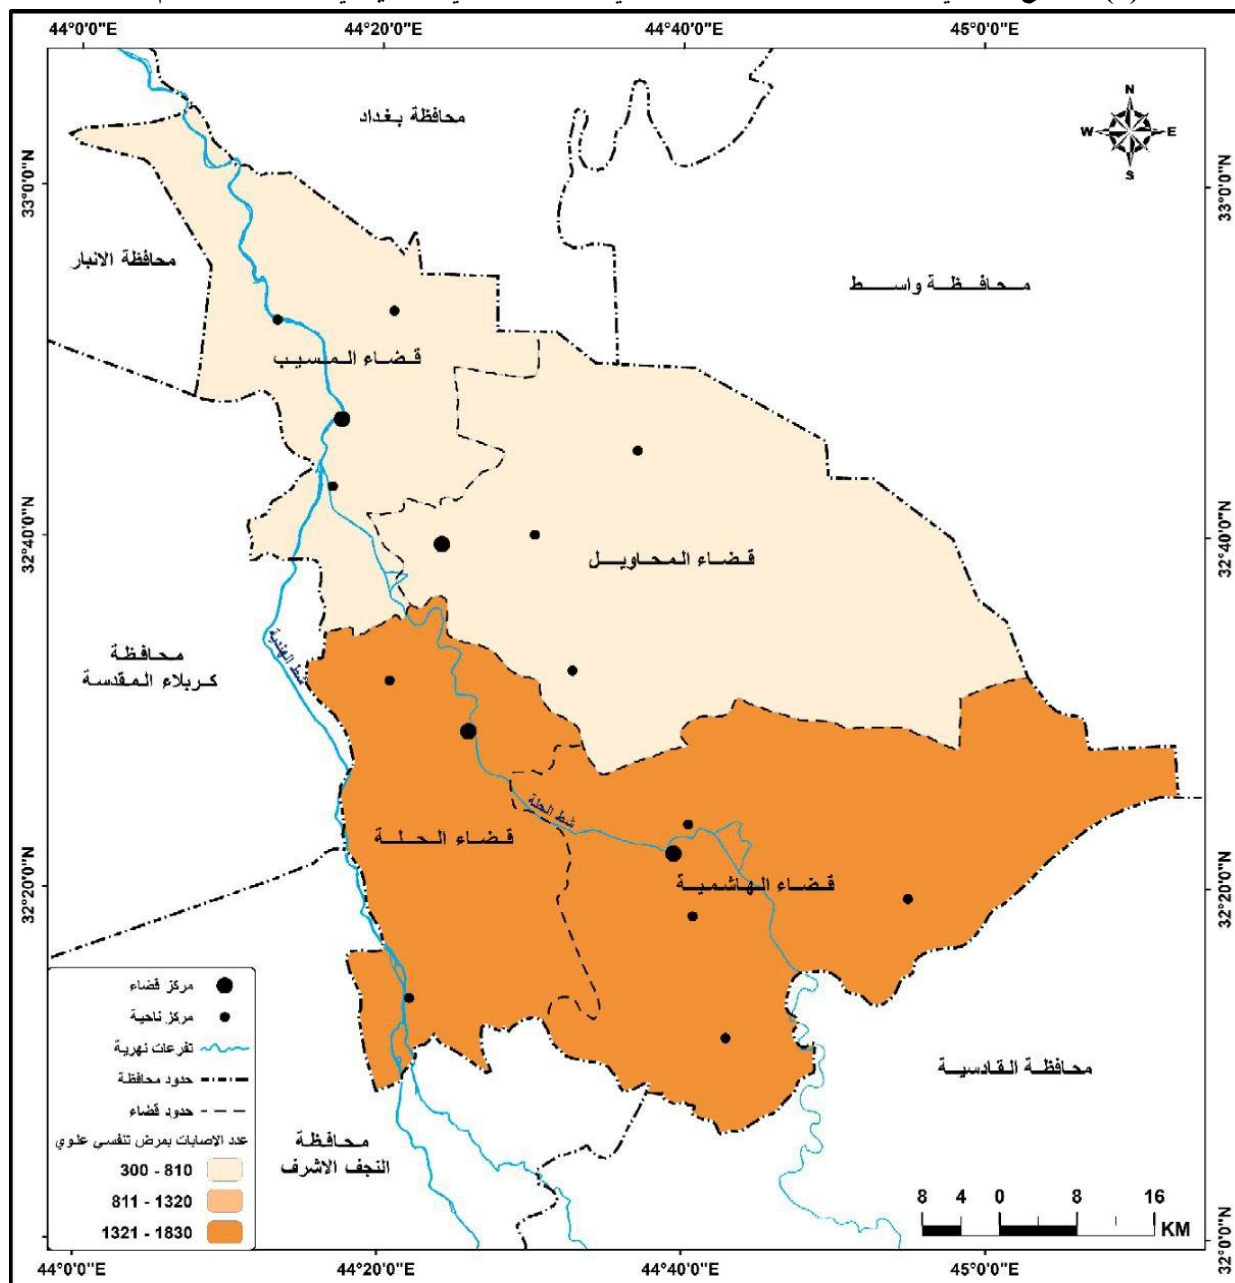 44°0'0"E 44°20'0"E 44°40'0"E 45°0'0"E
N
W E
S
محافظة بغداد
33°0'0"N 33°0'0"N
محافظة الانبار
محافظة واسط
قضاء المسيب
32°40'0"N 32°40'0"N
قضاء المحاويل
شط الهندية
محافظة
كربلاء المقدسة
شط الحلة
قضاء الحلة
قضاء الهاشمية
32°20'0"N 32°20'0"N
مركز قضاء
مركز ناحية
تفرعات نهرية
حدود محافظة
حدود قضاء
عدد الاصابات بمرض تنفسي علوي
300 - 810
811 - 1320
1321 - 1830
محافظة القادسية
محافظة
النجف الاشرف
8 4 0 8 16
KM
32°0'0"N
44°0'0"E 44°20'0"E 44°40'0"E 45°0'0"E